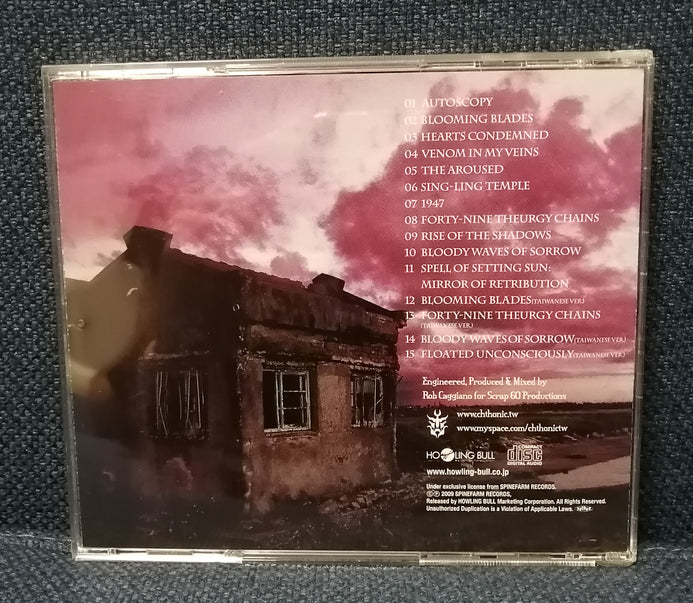 01 AUTOSCOPY
02 BLOOMING BLADES
03 HEARTS CONDEMNED
04 VENOM IN MY VEINS
05 THE AROUSED
06 SING-LING TEMPLE
07 1947
08 FORTY-NINE THEURGY CHAINS
09 RISE OF THE SHADOWS
10 BLOODY WAVES OF SORROW
11 SPELL OF SETTING SUN:
MIRROR OF RETRIBUTION
12 BLOOMING BLADES(TAIWANESE VER.)
13 FORTY-NINE THEURGY CHAINS
(TAIWANESE VER.)
14 BLOODY WAVES OF SORROW(TAIWANESE VER.)
15 FLOATED UNCONSCIOUSLY(TAIWANESE VER.)
Engineered, Produced & Mixed by
Rob Caggiano for Scrap 60 Productions
www.chthonic.tw
www.myspace.com/chthonictw
HOWLING BULL
COMPACT
disc
DIGITAL AUDIO
www.howling-bull.co.jp
Under exclusive license from SPINEFARM RECORDS.
©℗ 2009 SPINEFARM RECORDS,
Released by HOWLING BULL Marketing Corporation. All Rights Reserved.
Unauthorized Duplication is a Violation of Applicable Laws.